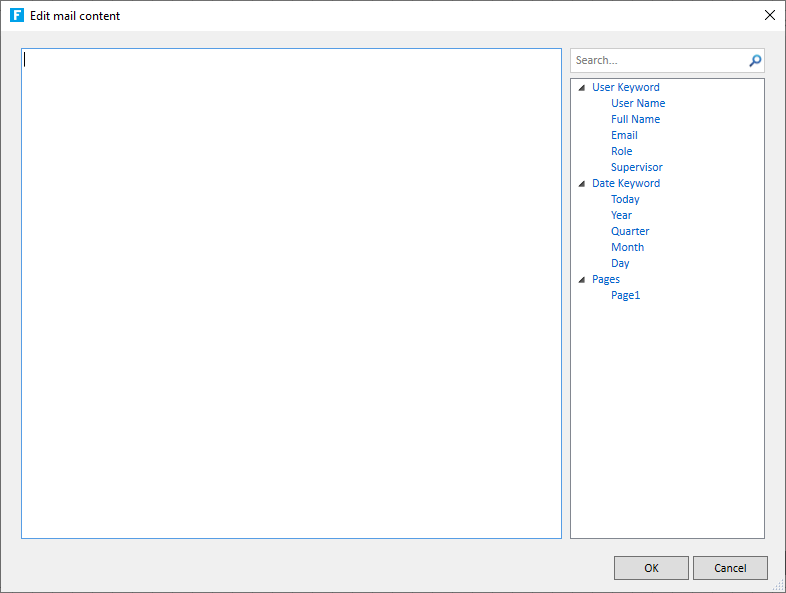 F Edit mail content
Search...
User Keyword
User Name
Full Name
Email
Role
Supervisor
Date Keyword
Today
Year
Quarter
Month
Day
Pages
Page1
OK
Cancel